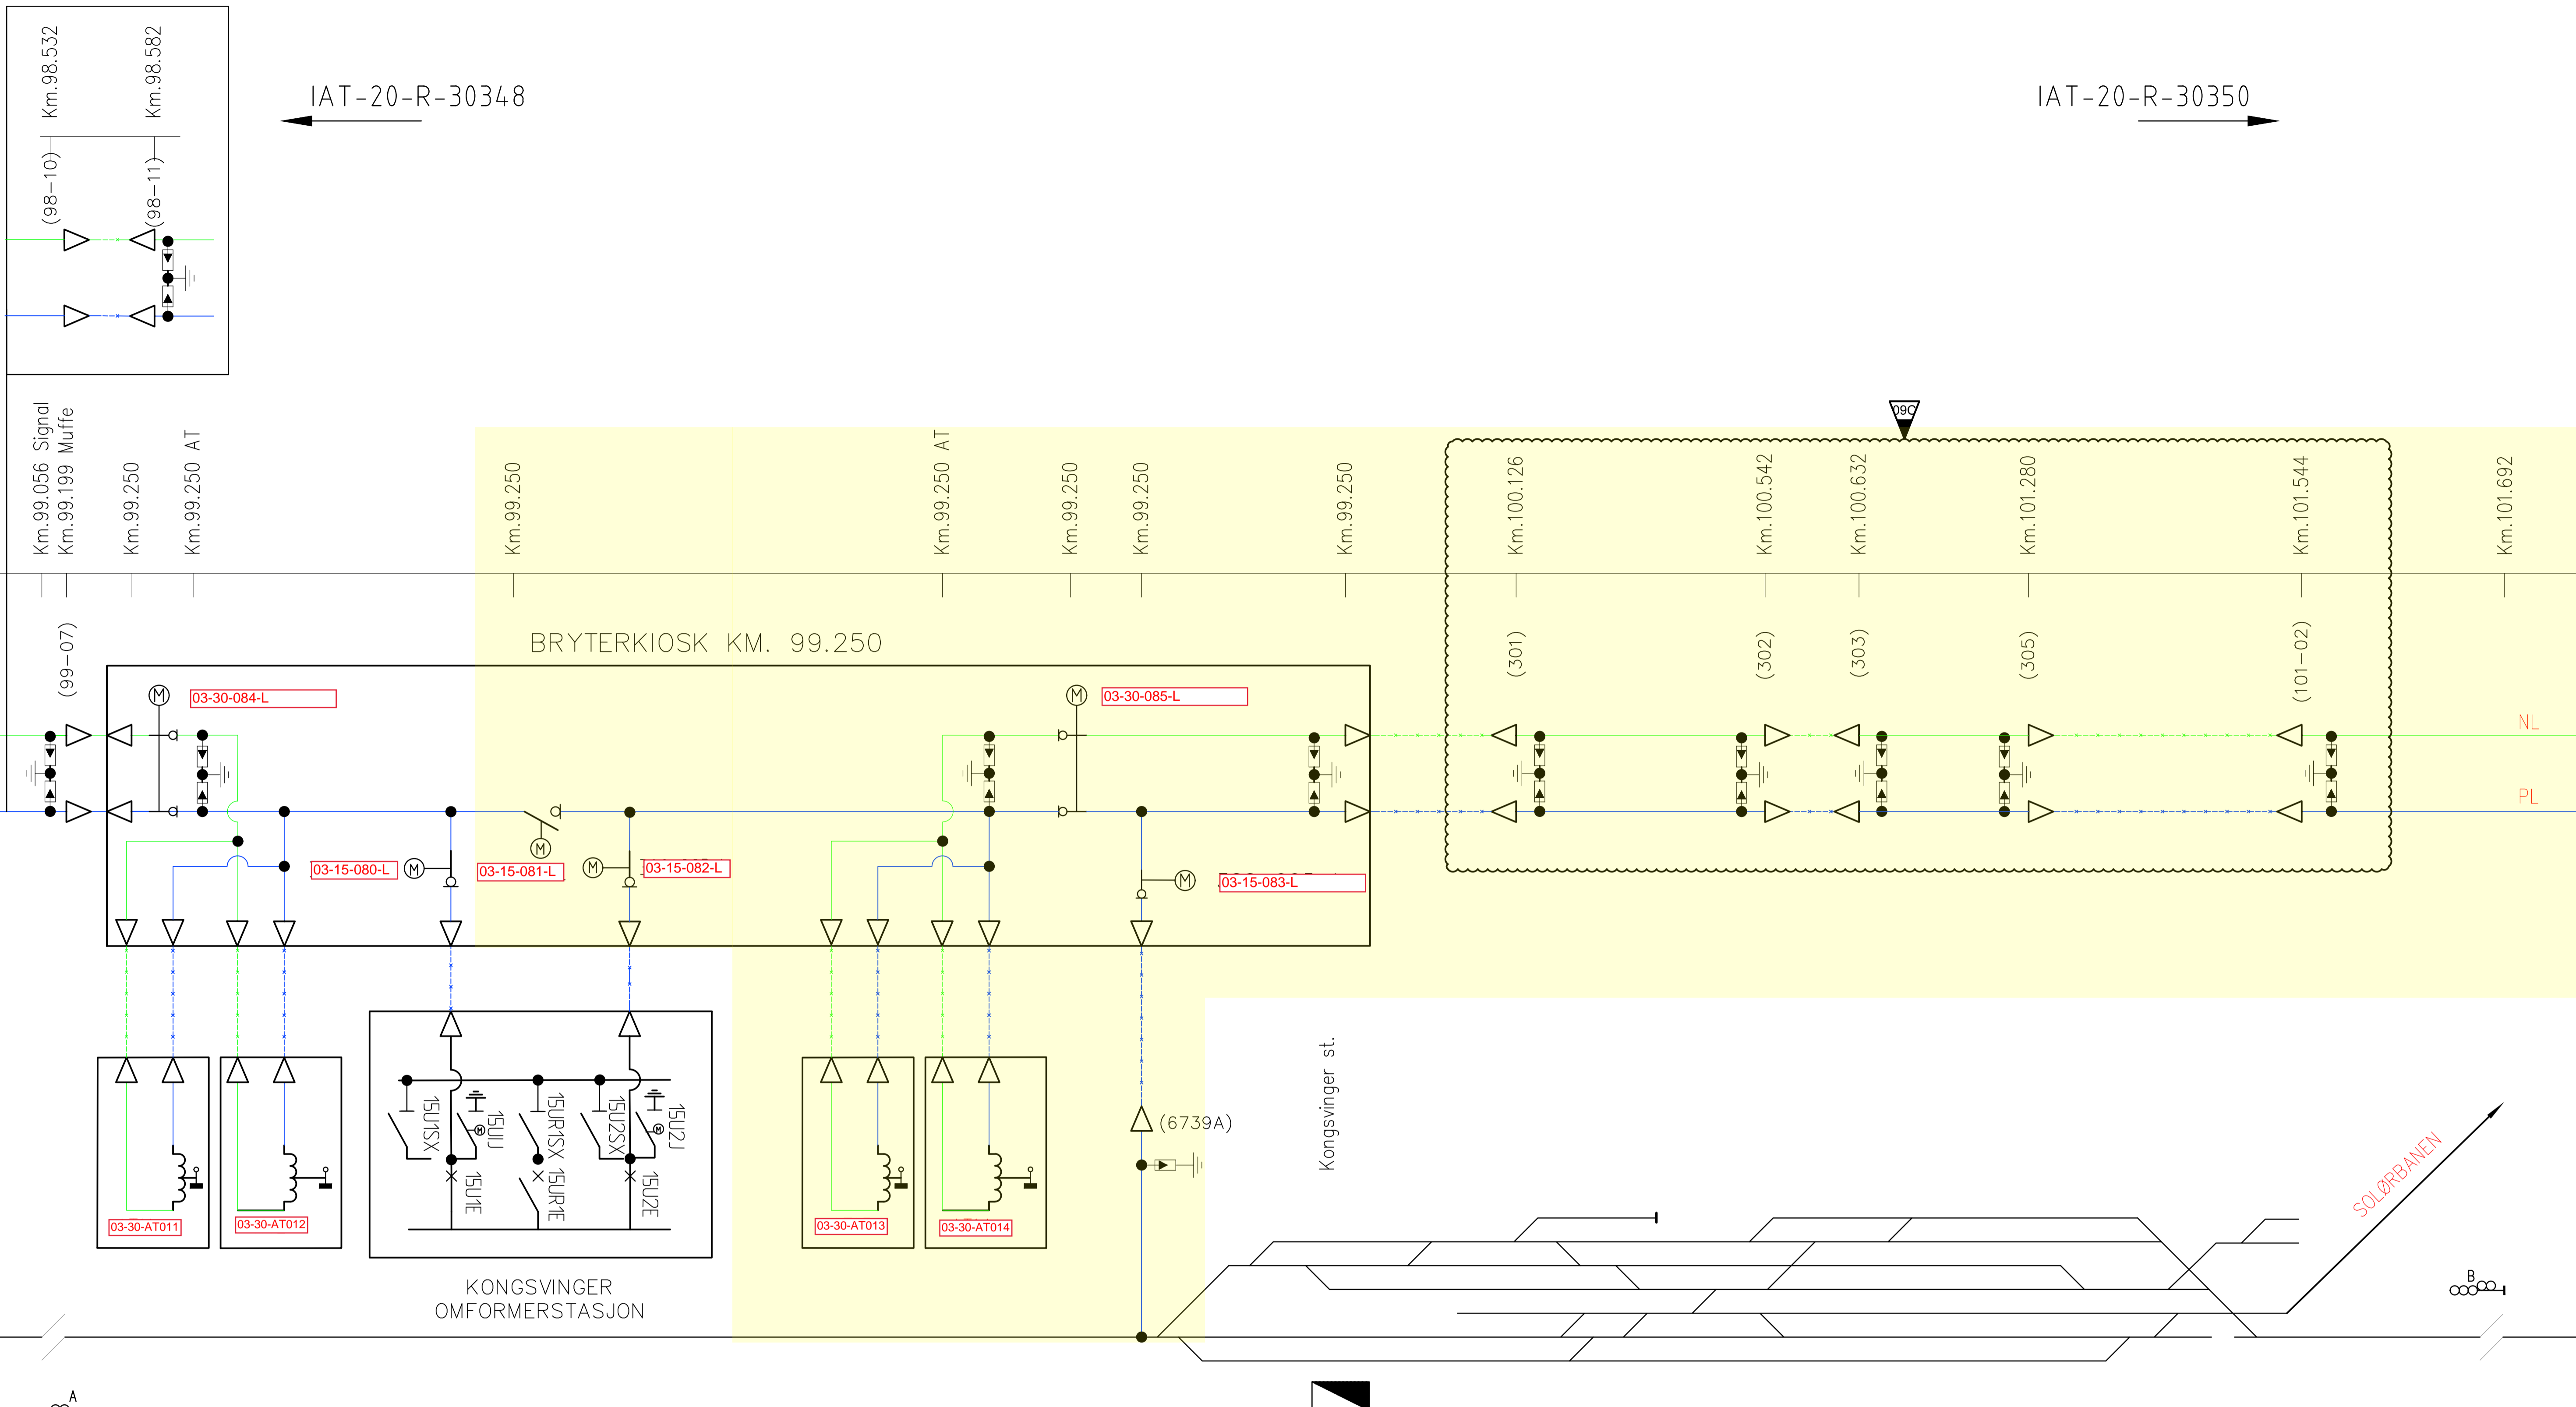 Km.98.532
Km.98.582
(98-10)
(98-11)
IAT-20-R-30348
IAT-20-R-30350
09C
Km.99.056 Signal
Km.99.199 Muffe
Km.99.250
Km.99.250 AT
Km.99.250
Km.99.250 AT
Km.99.250
Km.99.250
Km.99.250
Km.100.126
Km.100.542
Km.100.632
Km.101.280
Km.101.544
Km.101.692
(99-07)
BRYTERKIOSK KM. 99.250
(301)
(302)
(303)
(305)
(101-02)
M
03-30-084-L
M
03-30-085-L
NL
PL
03-15-080-L
M
03-15-081-L
M
M
03-15-082-L
M
03-15-083-L
15U1SX
15U1J
M
15UR1SX
15U2SX
M
15U2J
15U1E
15UR1E
15U2E
03-30-AT011
03-30-AT012
03-30-AT013
03-30-AT014
(6739A)
Kongsvinger st.
SOLØRBANEN
KONGSVINGER
OMFORMERSTASJON
B
A